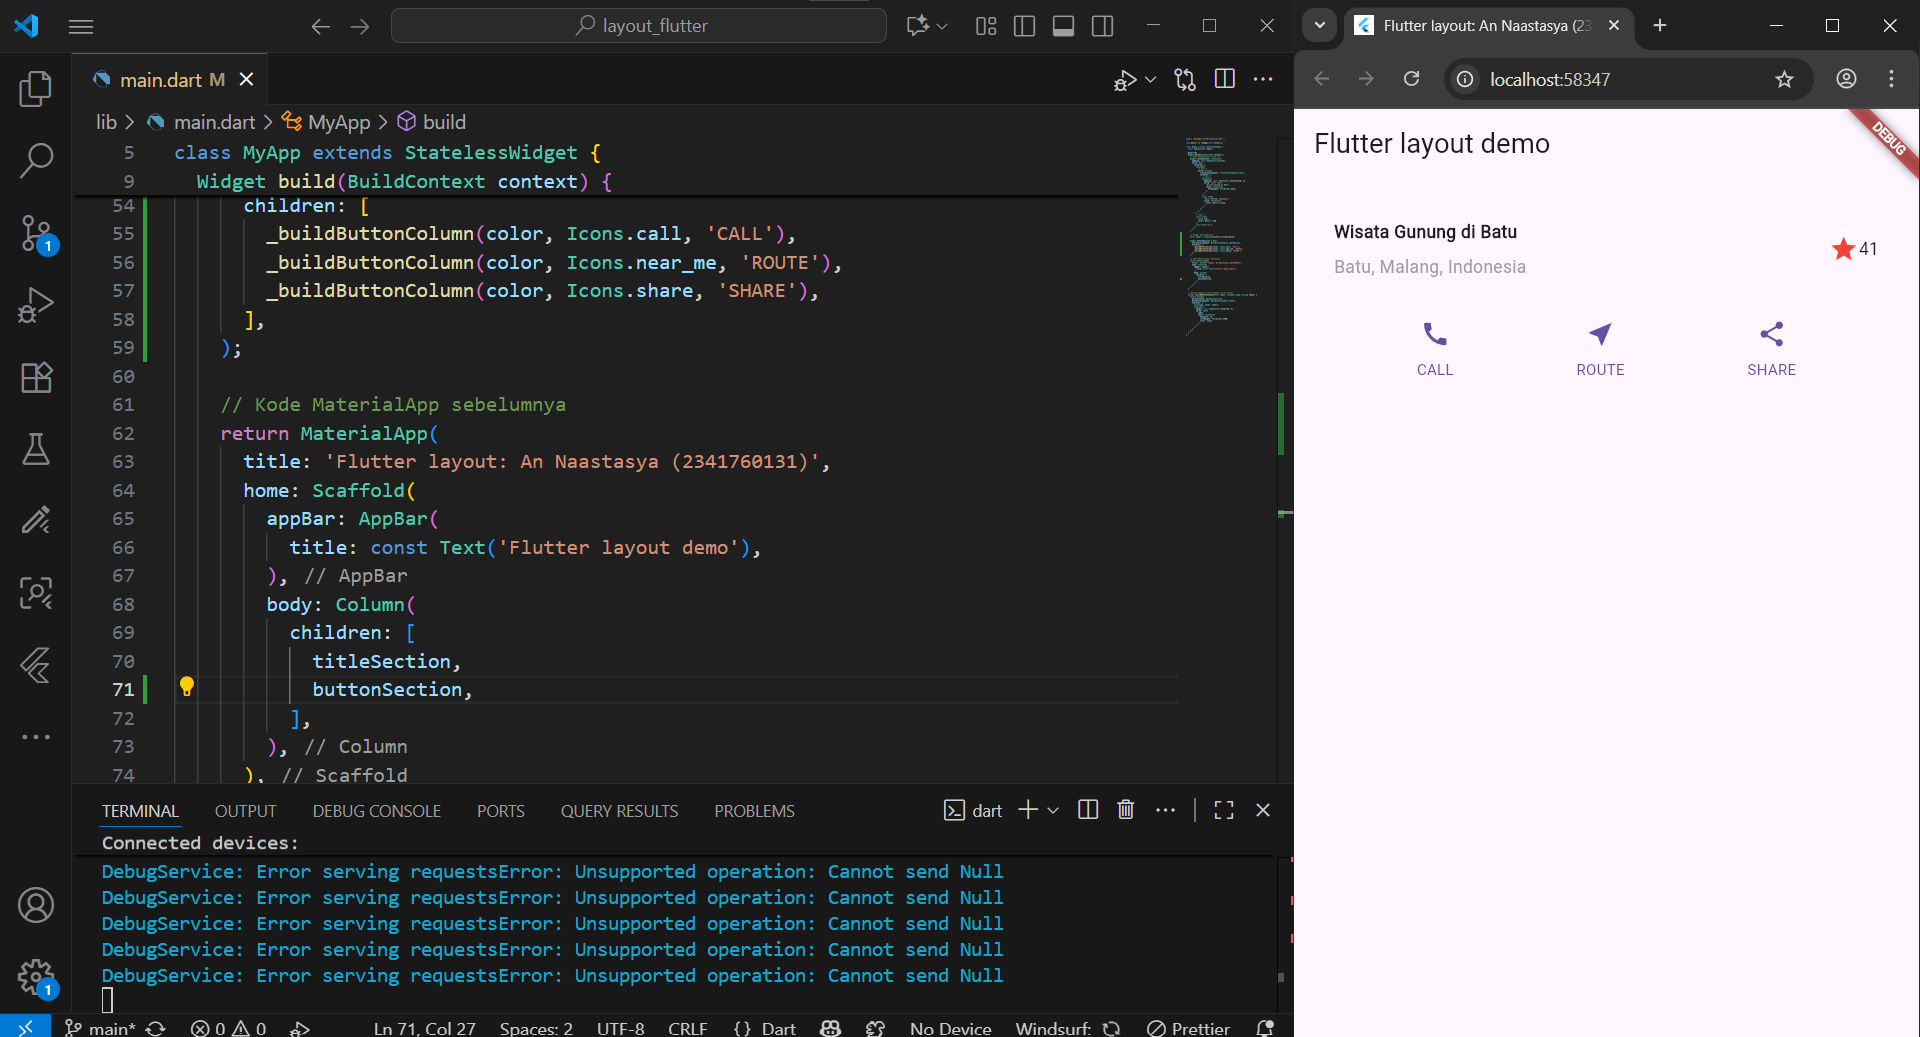 layout_flutter
main.dart M
lib > main.dart > MyApp > build
5 class MyApp extends StatelessWidget {
9 Widget build(BuildContext context) {
54 children: [
55 _buildButtonColumn(color, Icons.call, 'CALL'),
56 _buildButtonColumn(color, Icons.near_me, 'ROUTE'),
57 _buildButtonColumn(color, Icons.share, 'SHARE'),
58 ],
59 );
60
61 // Kode MaterialApp sebelumnya
62 return MaterialApp(
63 title: 'Flutter layout: An Naastasya (2341760131)',
64 home: Scaffold(
65 appBar: AppBar(
66 title: const Text('Flutter layout demo'),
67 ), // AppBar
68 body: Column(
69 children: [
70 titleSection,
71 buttonSection,
72 ],
73 ), // Column
74 ), // Scaffold
1
1
TERMINAL OUTPUT DEBUG CONSOLE PORTS QUERY RESULTS PROBLEMS dart
Connected devices:
DebugService: Error serving requestsError: Unsupported operation: Cannot send Null
DebugService: Error serving requestsError: Unsupported operation: Cannot send Null
DebugService: Error serving requestsError: Unsupported operation: Cannot send Null
DebugService: Error serving requestsError: Unsupported operation: Cannot send Null
DebugService: Error serving requestsError: Unsupported operation: Cannot send Null
main* 0 0 Ln 71, Col 27 Spaces: 2 UTF-8 CRLF {} Dart No Device Windsurf: Prettier
Flutter layout: An Naastasya (23
localhost:58347
Flutter layout demo
DEBUG
Wisata Gunung di Batu
Batu, Malang, Indonesia
41
CALL ROUTE SHARE